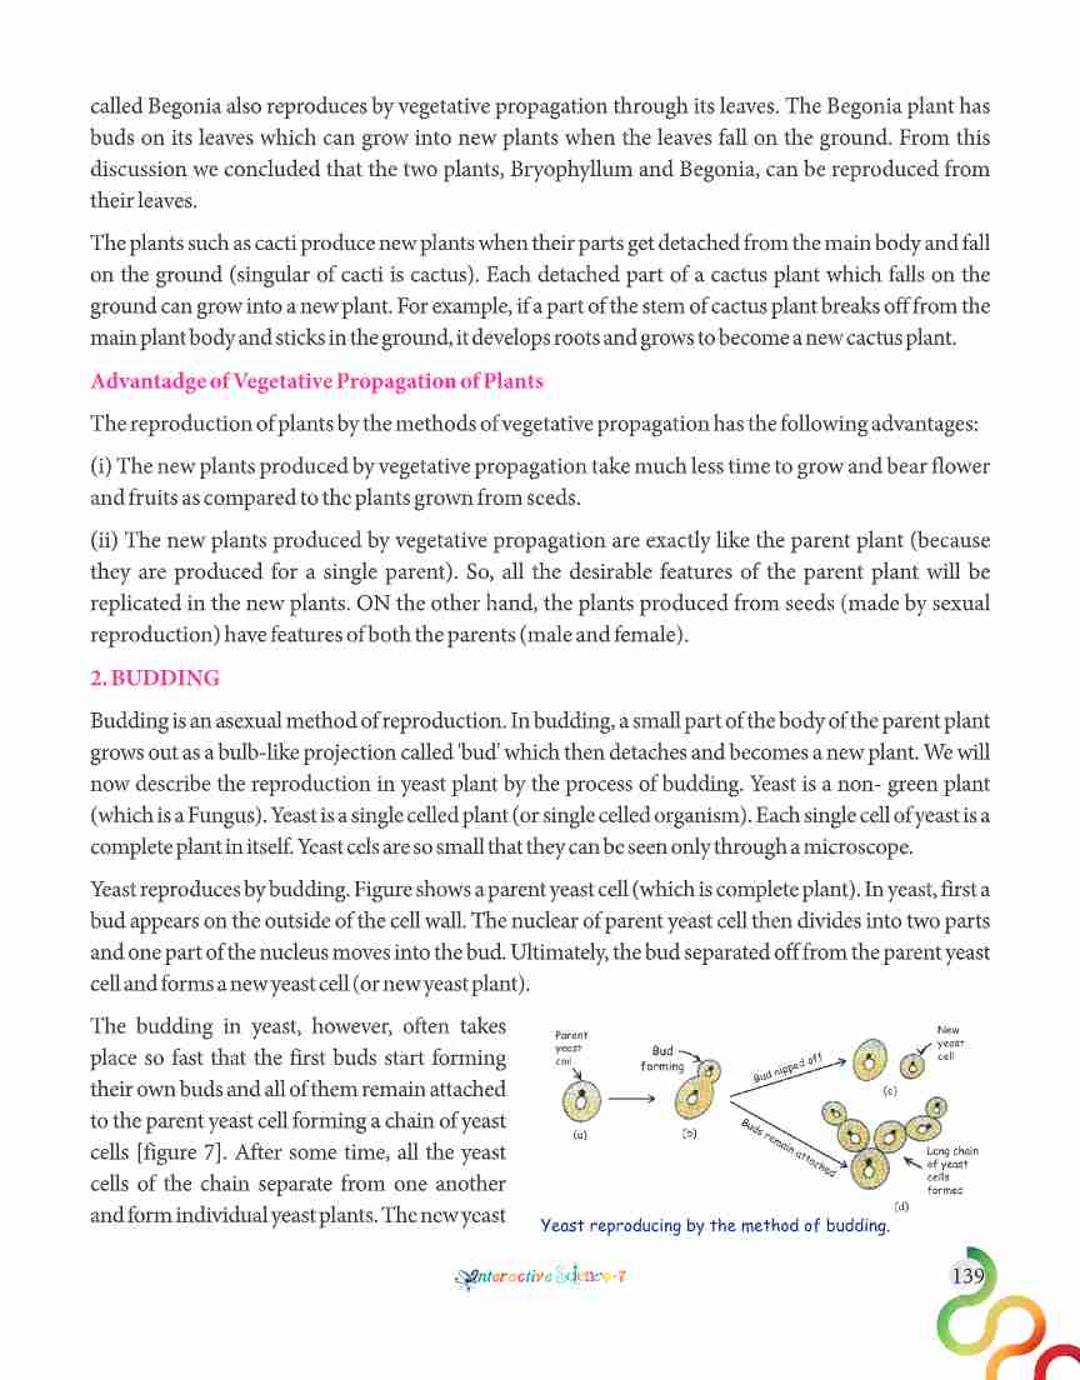 called Begonia also reproduces by vegetative propagation through its leaves. The Begonia plant has
buds on its leaves which can grow into new plants when the leaves fall on the ground. From this
discussion we concluded that the two plants, Bryophyllum and Begonia, can be reproduced from
their leaves.
The plants such as cacti produce new plants when their parts get detached from the main body and fall
on the ground (singular of cacti is cactus). Each detached part of a cactus plant which falls on the
ground can grow into a new plant. For example, if a part of the stem of cactus plant breaks off from the
main plant body and sticks in the ground, it develops roots and grows to become a new cactus plant.
Advantadge of Vegetative Propagation of Plants
The reproduction of plants by the methods of vegetative propagation has the following advantages:
(i) The new plants produced by vegetative propagation take much less time to grow and bear flower
and fruits as compared to the plants grown from seeds.
(ii) The new plants produced by vegetative propagation are exactly like the parent plant (because
they are produced for a single parent). So, all the desirable features of the parent plant will be
replicated in the new plants. ON the other hand, the plants produced from seeds (made by sexual
reproduction) have features of both the parents (male and female).
2. BUDDING
Budding is an asexual method of reproduction. In budding, a small part of the body of the parent plant
grows out as a bulb-like projection called 'bud' which then detaches and becomes a new plant. We will
now describe the reproduction in yeast plant by the process of budding. Yeast is a non- green plant
(which is a Fungus). Yeast is a single celled plant (or single celled organism). Each single cell of yeast is a
complete plant in itself. Yeast cels are so small that they can be seen only through a microscope.
Yeast reproduces by budding. Figure shows a parent yeast cell (which is complete plant). In yeast, first a
bud appears on the outside of the cell wall. The nuclear of parent yeast cell then divides into two parts
and one part of the nucleus moves into the bud. Ultimately, the bud separated off from the parent yeast
cell and forms a new yeast cell (or new yeast plant).
The budding in yeast, however, often takes
place so fast that the first buds start forming
their own buds and all of them remain attached
to the parent yeast cell forming a chain of yeast
cells [figure 7]. After some time, all the yeast
cells of the chain separate from one another
and form individual yeast plants. The new yeast
Parent
yeast
cell
(a)
Bud
forming
(b)
Bud nipped off
Buds remain attached
New
yeast
cell
(c)
Long chain
of yeast
cells
formed
(d)
Yeast reproducing by the method of budding.
Interactive Science-7
139